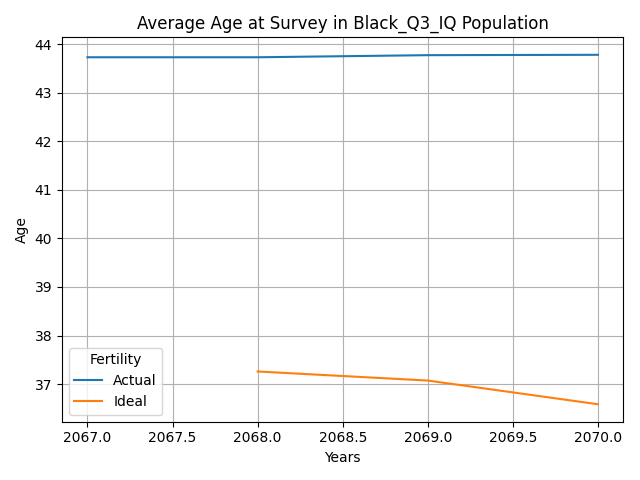 Average Age at Survey in Black_Q3_IQ Population
44
43
42
41
40
39
38
37
Age
Fertility
Actual
Ideal
2067.0 2067.5 2068.0 2068.5 2069.0 2069.5 2070.0
Years